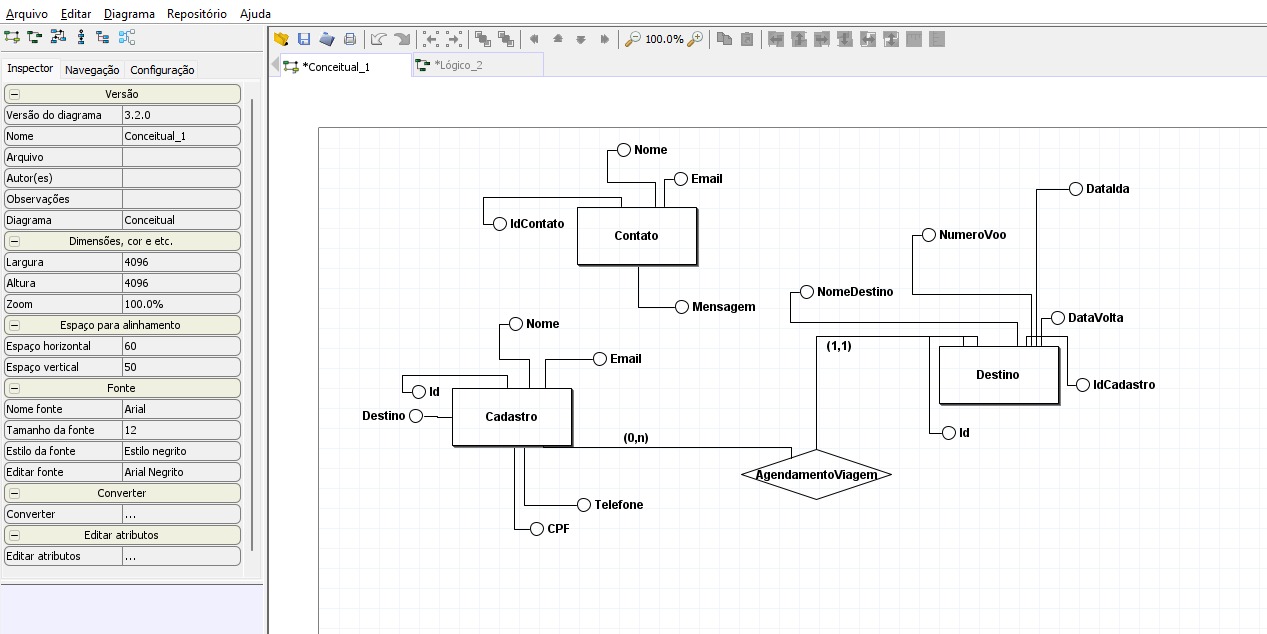 Arquivo Editar Diagrama Repositório Ajuda
100.0%
Inspector Navegação Configuração
*Conceitual_1 *Lógico_2
Versão
Versão do diagrama 3.2.0
Nome Conceitual_1
Arquivo
Autor(es)
Observações
Diagrama Conceitual
Dimensões, cor e etc.
Largura 4096
Altura 4096
Zoom 100.0%
Espaço para alinhamento
Espaço horizontal 60
Espaço vertical 50
Fonte
Nome fonte Arial
Tamanho da fonte 12
Estilo da fonte Estilo negrito
Editar fonte Arial Negrito
Converter
Converter ...
Editar atributos
Editar atributos ...
Nome
Email
IdContato
Contato
Mensagem
DataIda
NumeroVoo
NomeDestino
DataVolta
(1,1)
Destino
IdCadastro
Id
Nome
Email
Id
Destino
Cadastro
(0,n)
AgendamentoViagem
Telefone
CPF